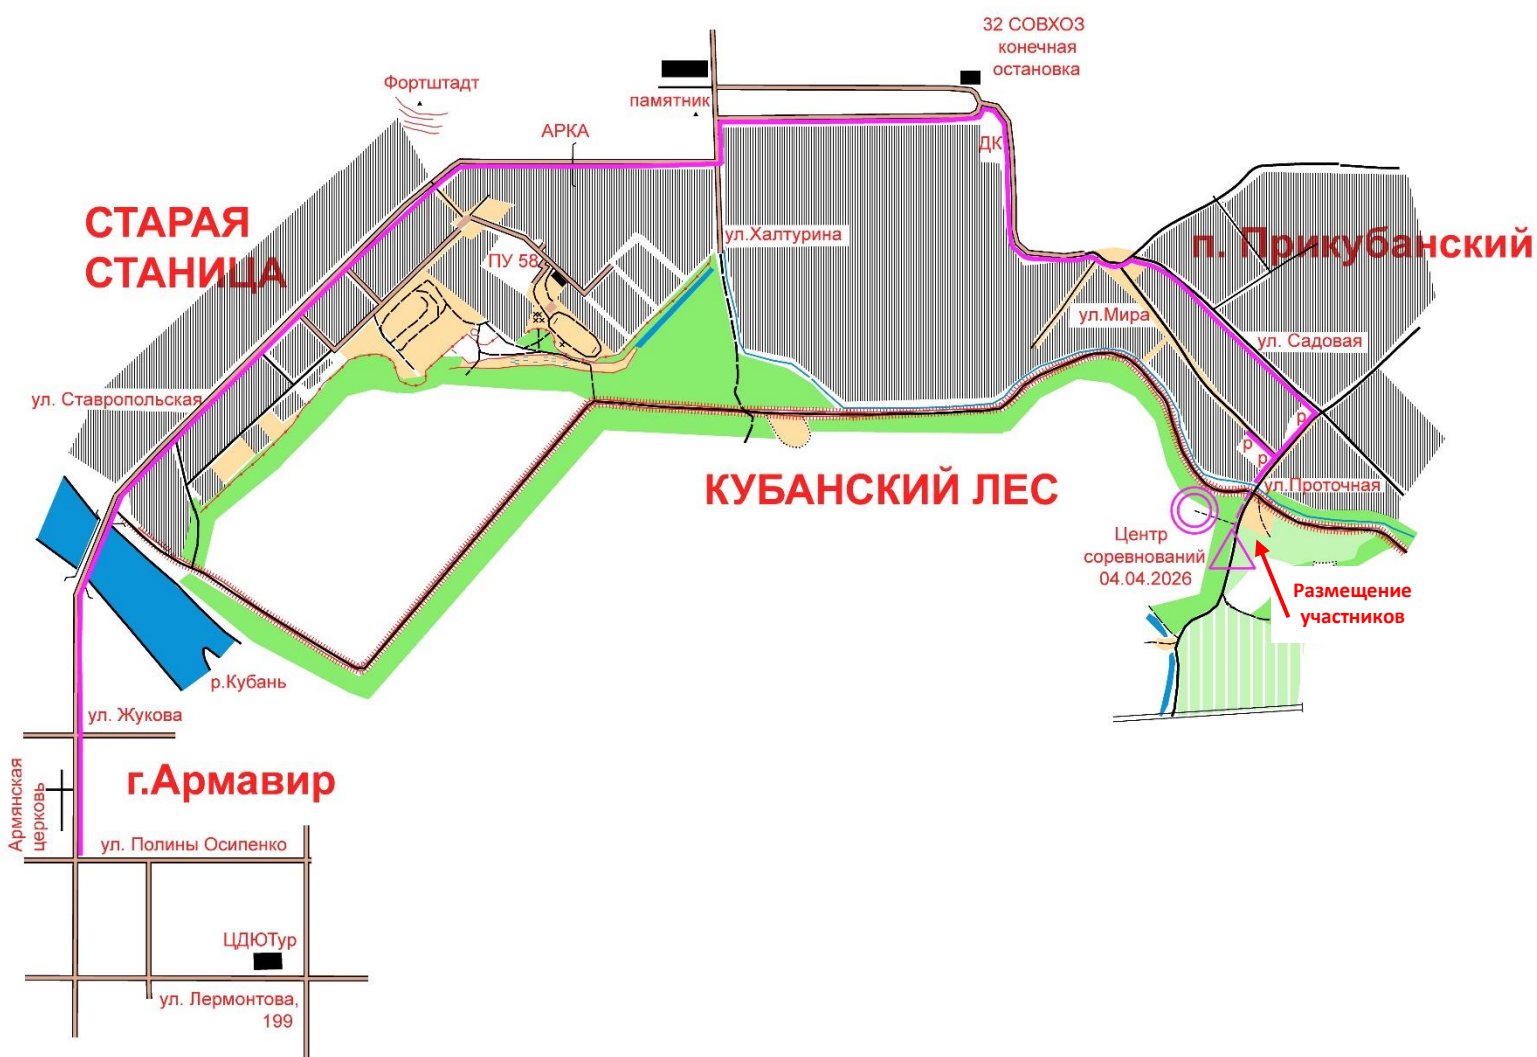 32 СОВХОЗ
конечная
остановка
Фортштадт
памятник
АРКА
ДК
СТАРАЯ
СТАНИЦА
ул.Халтурина
п. Прикубанский
ПУ 58
ул.Мира
ул. Садовая
ул. Ставропольская
р
р
р
КУБАНСКИЙ ЛЕС
ул.Проточная
Центр
соревнований
04.04.2026
Размещение
участников
р.Кубань
ул. Жукова
г.Армавир
Армянская
церковь
ул. Полины Осипенко
ЦДЮТур
ул. Лермонтова,
199